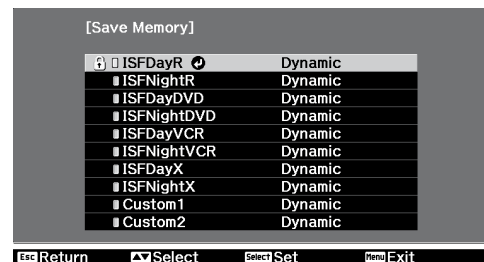 [Save Memory]
ISFDayR Dynamic
ISFNightR Dynamic
ISFDayDVD Dynamic
ISFNightDVD Dynamic
ISFDayVCR Dynamic
ISFNightVCR Dynamic
ISFDayX Dynamic
ISFNightX Dynamic
Custom1 Dynamic
Custom2 Dynamic
Esc Return Select Select Set Menu Exit